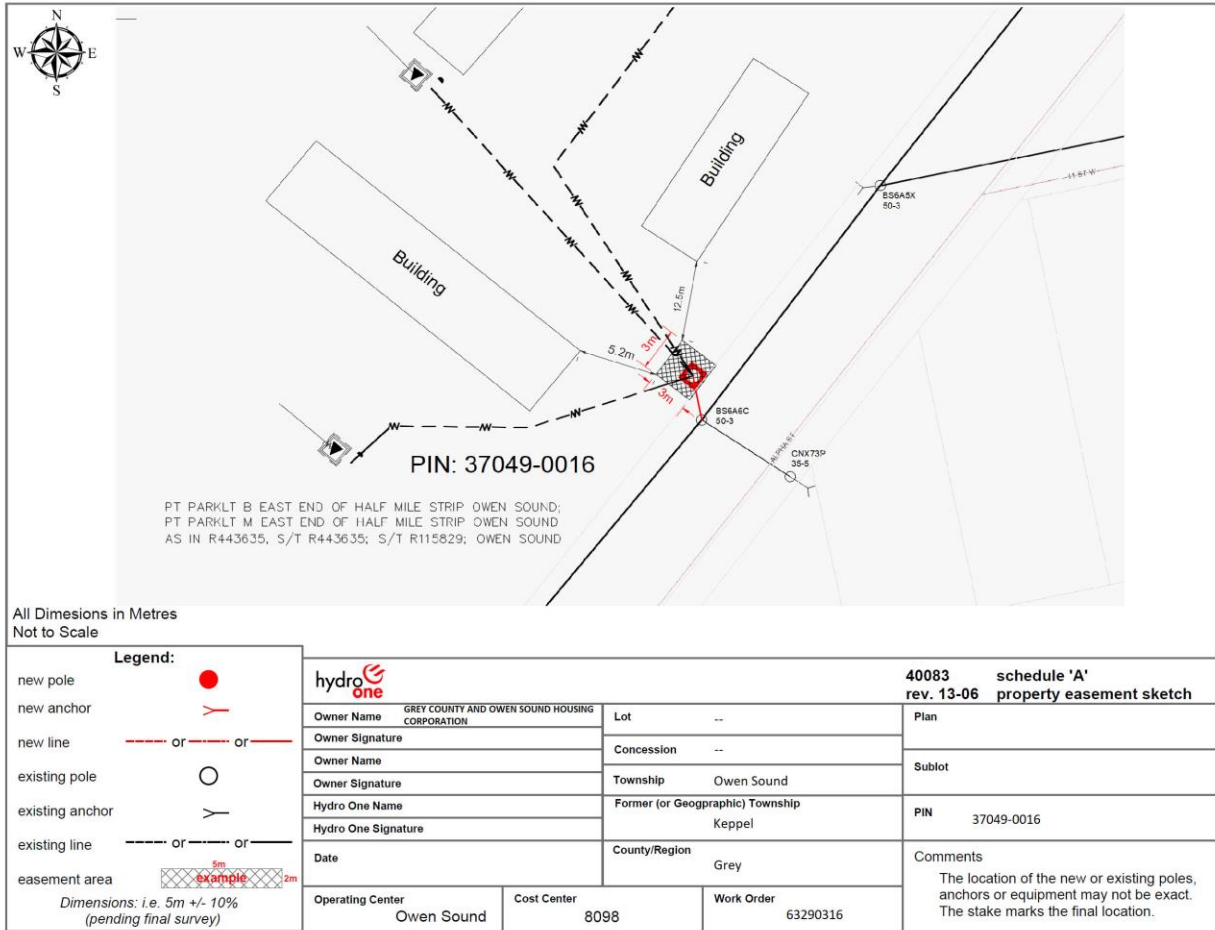 N
W E
S
Building
Building
BS6A5X
50-3
11.57 W
12.5m
5.2m
3m
3m
BS6A6C
50-3
ALPHA ST
CNX73P
35-5
PIN: 37049-0016
PT PARKLT B EAST END OF HALF MILE STRIP OWEN SOUND;
PT PARKLT M EAST END OF HALF MILE STRIP OWEN SOUND
AS IN R443635, S/T R443635; S/T R115829; OWEN SOUND
All Dimesions in Metres
Not to Scale
Legend:
new pole
new anchor
new line or or
existing pole
existing anchor
existing line or or
5m
easement area example 2m
Dimensions: i.e. 5m +/- 10%
(pending final survey)
hydro
one
40083 schedule 'A'
rev. 13-06 property easement sketch
Owner Name GREY COUNTY AND OWEN SOUND HOUSING
CORPORATION
Owner Signature
Owner Name
Owner Signature
Hydro One Name
Hydro One Signature
Date
Lot --
Concession --
Township Owen Sound
Former (or Geogpraphic) Township
Keppel
County/Region
Grey
Plan
Sublot
PIN 37049-0016
Comments
The location of the new or existing poles,
anchors or equipment may not be exact.
The stake marks the final location.
Operating Center
Owen Sound
Cost Center
8098
Work Order
63290316